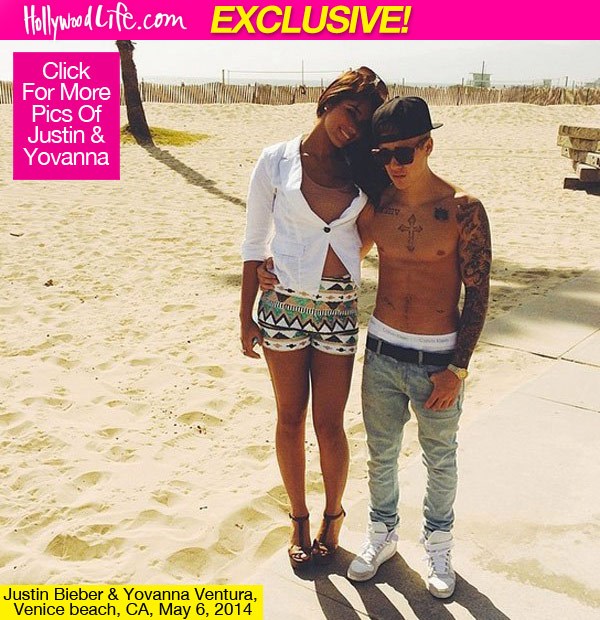 HollywoodLife.com EXCLUSIVE!
Click
For More
Pics Of
Justin &
Yovanna
Justin Bieber & Yovanna Ventura,
Venice beach, CA, May 6, 2014